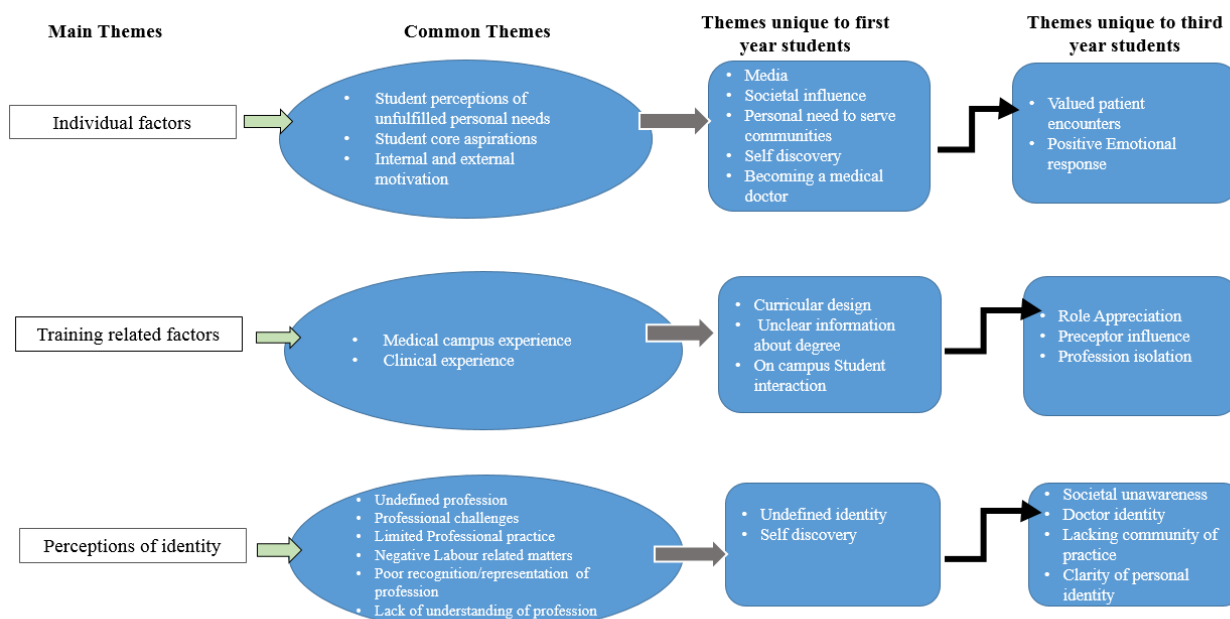 Main Themes
Common Themes
Themes unique to first
year students
Themes unique to third
year students
Individual factors
• Student perceptions of
unfulfilled personal needs
• Student core aspirations
• Internal and external
motivation
• Media
• Societal influence
• Personal need to serve
communities
• Self discovery
• Becoming a medical
doctor
• Valued patient
encounters
• Positive Emotional
response
Training related factors
• Medical campus experience
• Clinical experience
• Curricular design
• Unclear information
about degree
• On campus Student
interaction
• Role Appreciation
• Preceptor influence
• Profession isolation
Perceptions of identity
• Undefined profession
• Professional challenges
• Limited Professional practice
• Negative Labour related matters
• Poor recognition/representation of
profession
• Lack of understanding of profession
• Undefined identity
• Self discovery
• Societal unawareness
• Doctor identity
• Lacking community of
practice
• Clarity of personal
identity